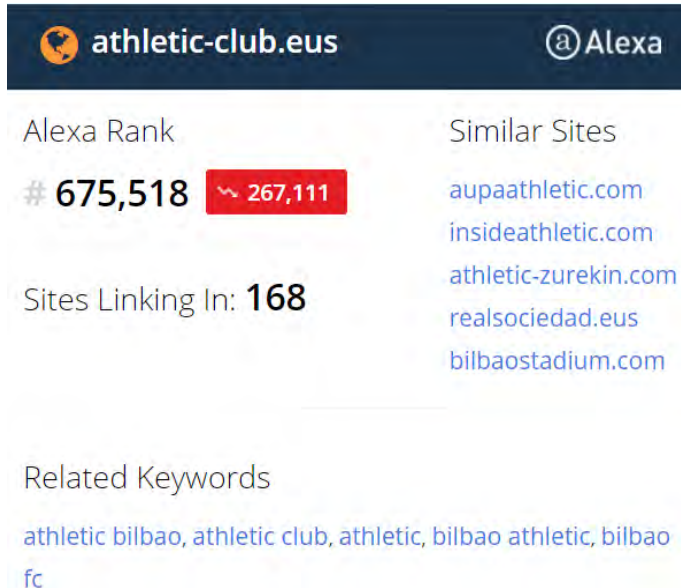 athletic-club.eus
@Alexa
Alexa Rank
# 675,518 267,111
Sites Linking In: 168
Similar Sites
aupaathletic.com
insideathletic.com
athletic-zurekin.com
realsociedad.eus
bilbaostadium.com
Related Keywords
athletic bilbao, athletic club, athletic, bilbao athletic, bilbao
fc